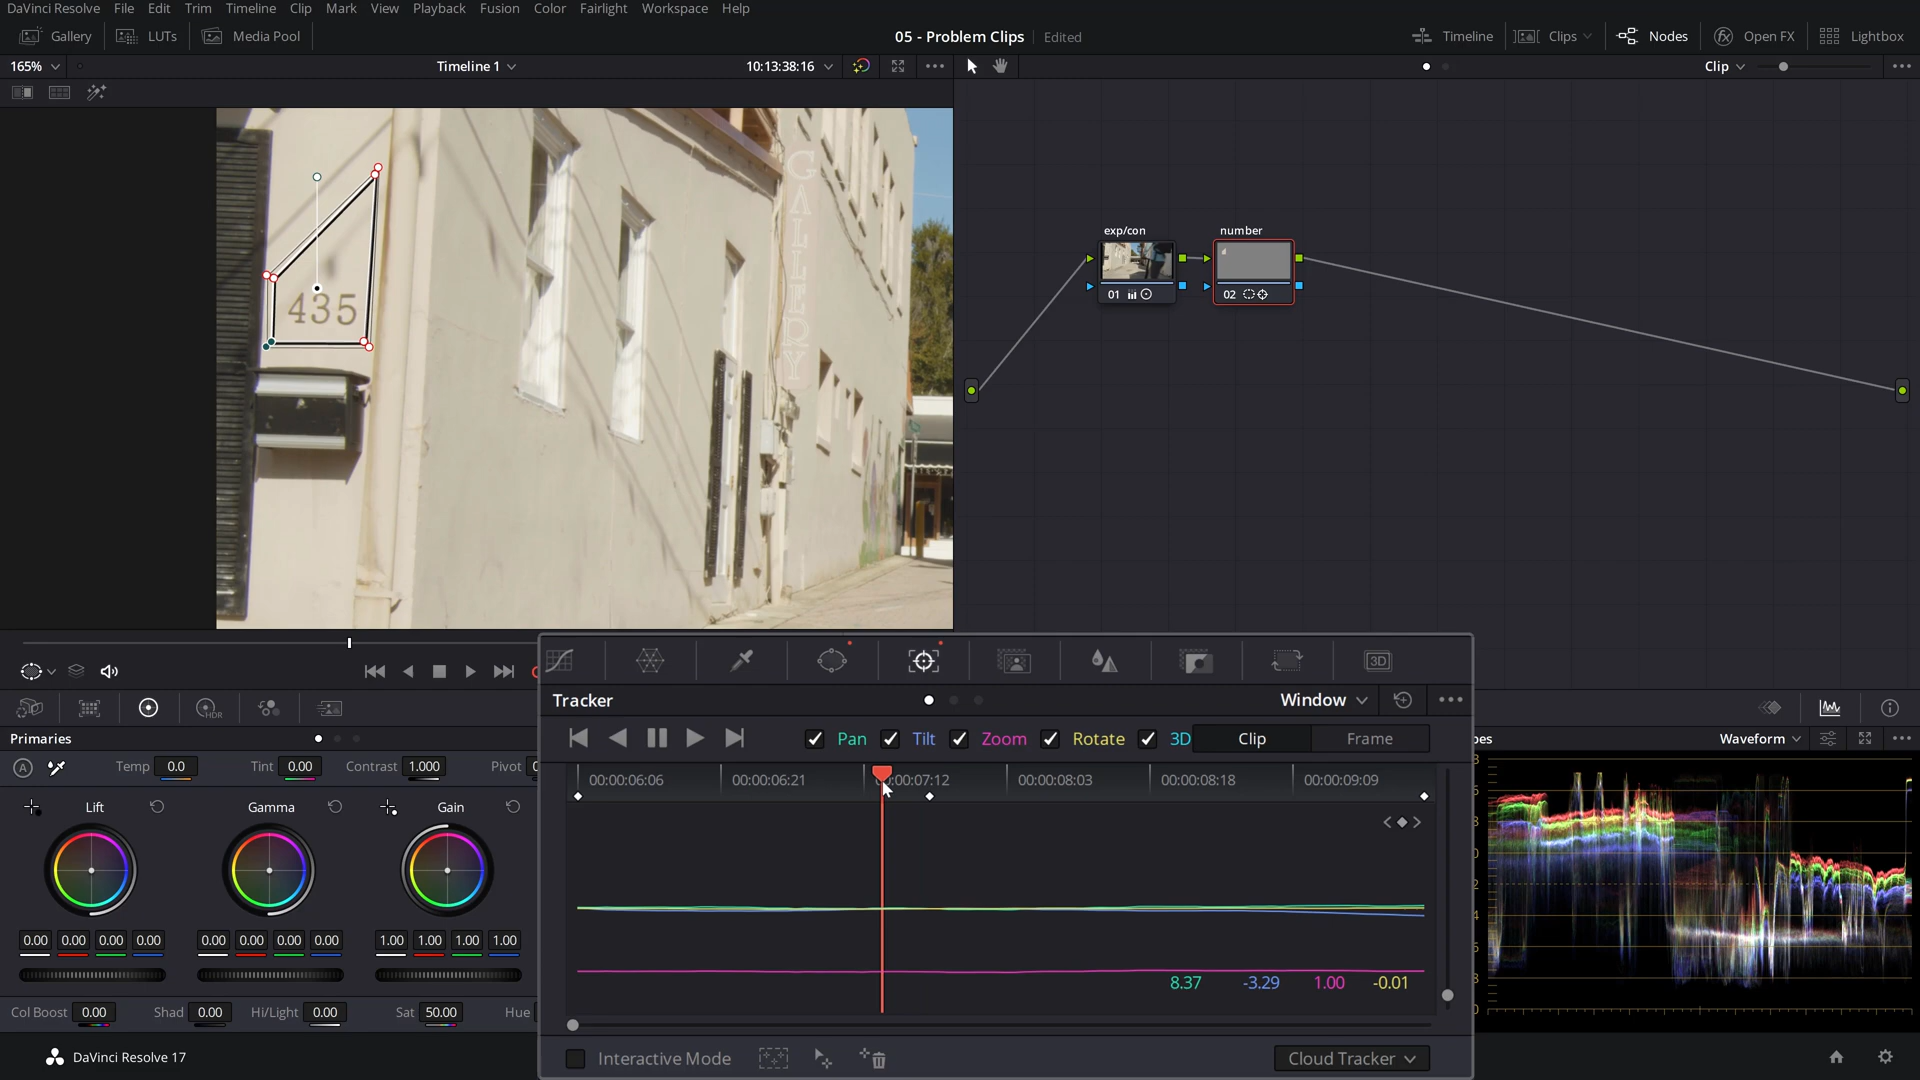 DaVinci Resolve File Edit Trim Timeline Clip Mark View Playback Fusion Color Fairlight Workspace Help
Gallery LUTs Media Pool 05 - Problem Clips Edited Timeline Clips Nodes Open FX Lightbox
165% Timeline 1 10:13:38:16 Clip
GALLERY
exp/con number
435
01 02
HDR 3D
Tracker Window
Primaries Pan Tilt Zoom Rotate 3D Clip Frame pes Waveform
A Temp 0.0 Tint 0.00 Contrast 1.000 Pivot
00:00:06:06 00:00:06:21 :00:07:12 00:00:08:03 00:00:08:18 00:00:09:09
Lift Gamma Gain
0.00 0.00 0.00 0.00 0.00 0.00 0.00 0.00 1.00 1.00 1.00 1.00
8.37 -3.29 1.00 -0.01
Col Boost 0.00 Shad 0.00 Hi/Light 0.00 Sat 50.00 Hue
DaVinci Resolve 17 Interactive Mode Cloud Tracker